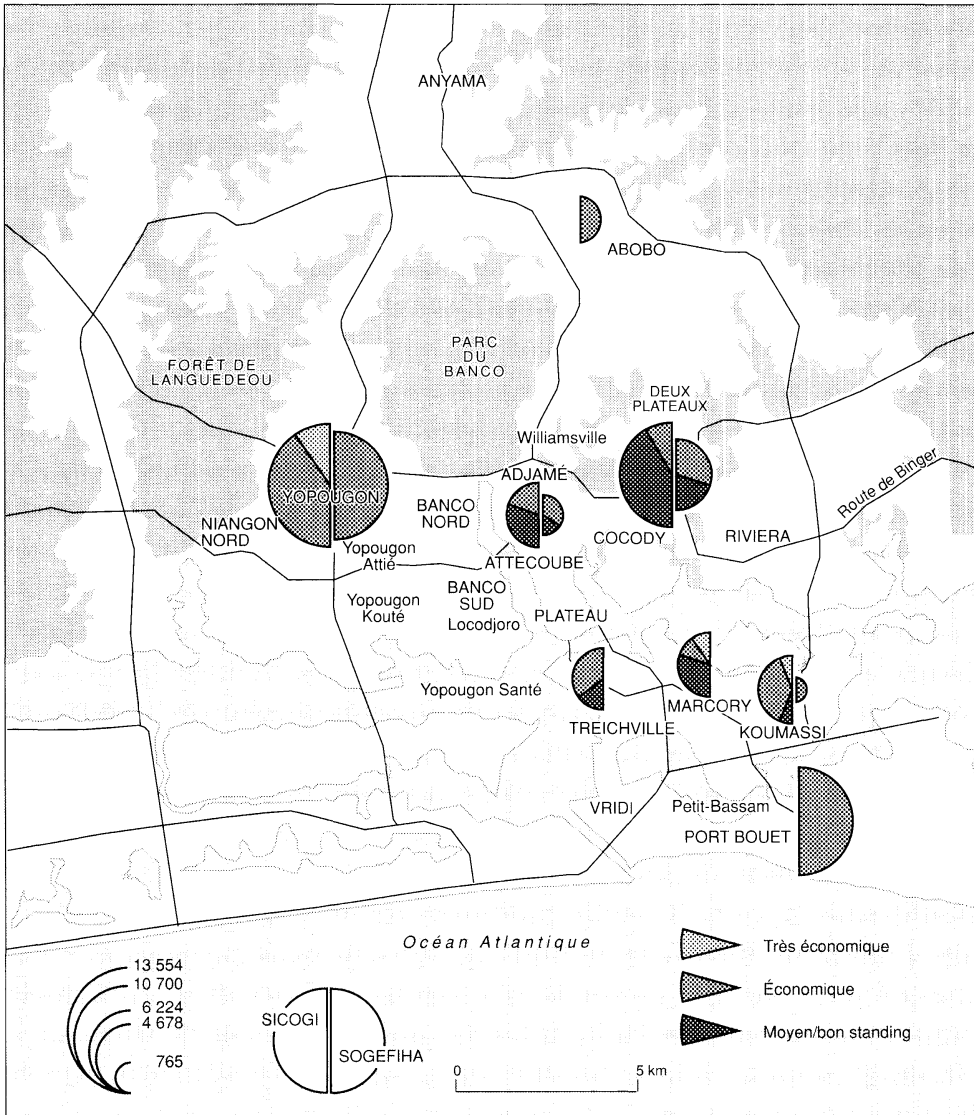 ANYAMA
ABOBO
PARC
DU
BANCO
FORÊT DE
LANGUEDEOU
DEUX
PLATEAUX
Williamsville
ADJAMÉ
YOPOUGON
BANCO
NORD
NIANGON
NORD
Route de Binger
COCODY
RIVIERA
Yopougon
Attié
ATTECOUBE
Yopougon
Kouté
BANCO
SUD
Locodjoro
PLATEAU
Yopougon Santé
TREICHVILLE
MARCORY
KOUMASSI
VRIDI
Petit-Bassam
PORT BOUET
Océan Atlantique
13 554
10 700
6 224
4 678
765
SICOGI
SOGEFIHA
0 5 km
Très économique
Économique
Moyen/bon standing